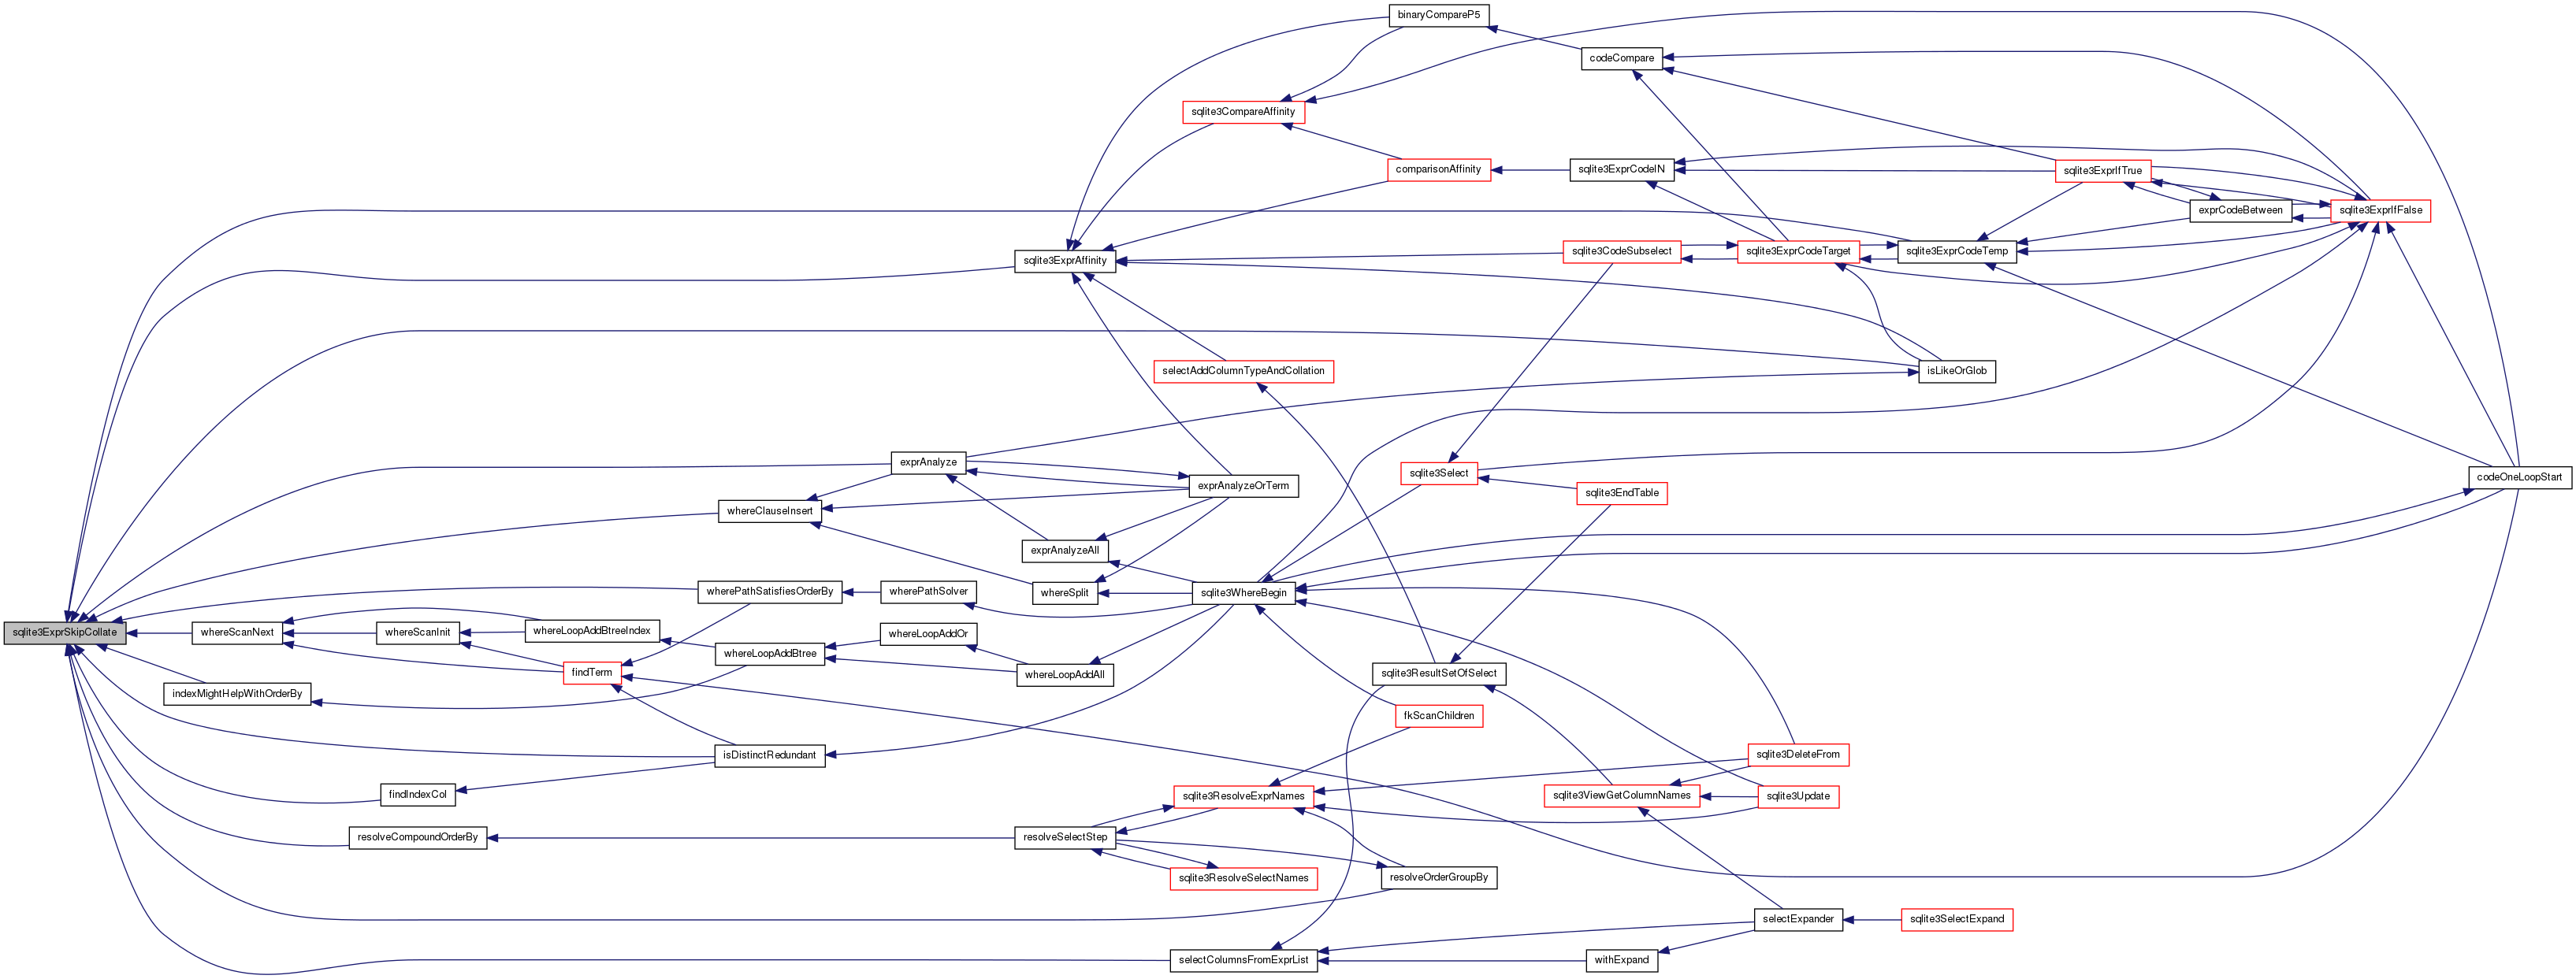 binaryCompareP5
codeCompare
sqlite3CompareAffinity
comparisonAffinity
sqlite3ExprCodeIN
sqlite3ExprIfTrue
exprCodeBetween
sqlite3ExprIfFalse
sqlite3ExprAffinity
sqlite3CodeSubselect
sqlite3ExprCodeTarget
sqlite3ExprCodeTemp
selectAddColumnTypeAndCollation
isLikeOrGlob
exprAnalyze
sqlite3Select
codeOneLoopStart
exprAnalyzeOrTerm
sqlite3EndTable
whereClauseInsert
exprAnalyzeAll
wherePathSatisfiesOrderBy
wherePathSolver
whereSplit
sqlite3WhereBegin
sqlite3ExprSkipCollate
whereScanNext
whereScanInit
whereLoopAddBtreeIndex
whereLoopAddOr
whereLoopAddBtree
findTerm
whereLoopAddAll
sqlite3ResultSetOfSelect
indexMightHelpWithOrderBy
fkScanChildren
isDistinctRedundant
sqlite3DeleteFrom
findIndexCol
sqlite3ResolveExprNames
sqlite3ViewGetColumnNames
sqlite3Update
resolveCompoundOrderBy
resolveSelectStep
sqlite3ResolveSelectNames
resolveOrderGroupBy
selectExpander
sqlite3SelectExpand
selectColumnsFromExprList
withExpand